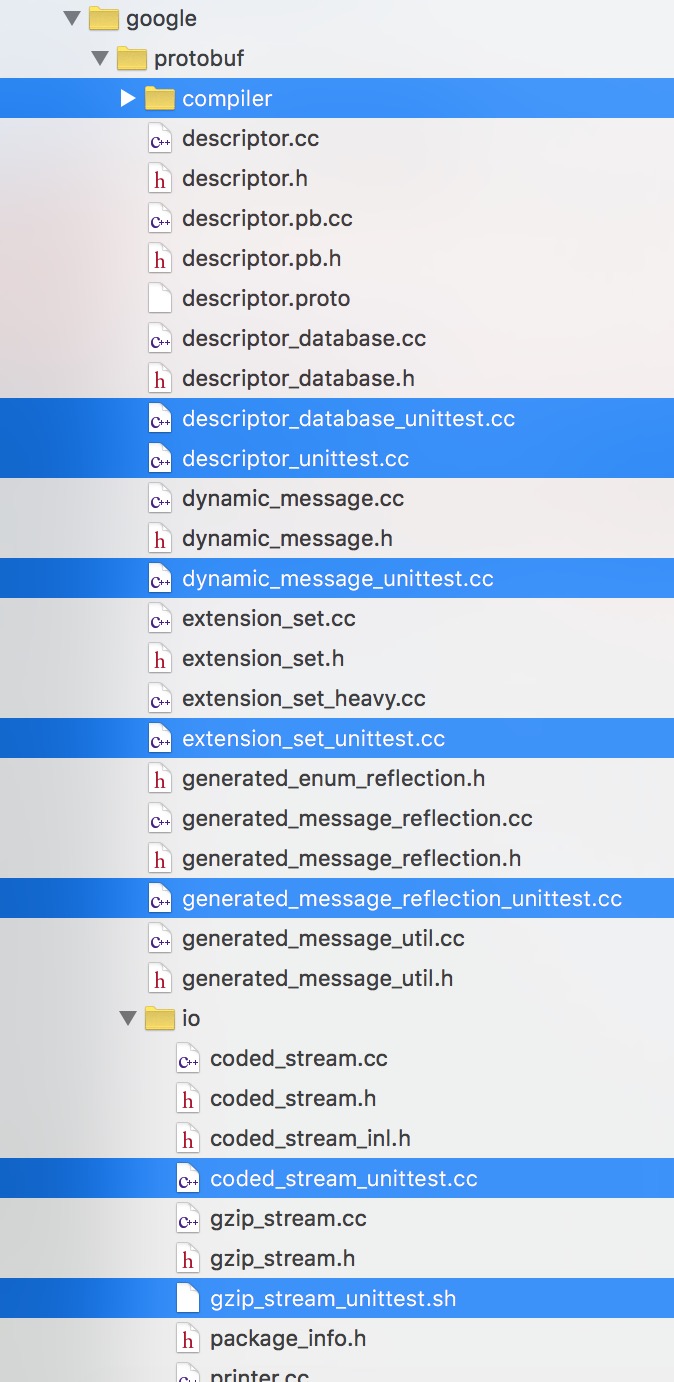 google
protobuf
compiler
descriptor.cc
descriptor.h
descriptor.pb.cc
descriptor.pb.h
descriptor.proto
descriptor_database.cc
descriptor_database.h
descriptor_database_unittest.cc
descriptor_unittest.cc
dynamic_message.cc
dynamic_message.h
dynamic_message_unittest.cc
extension_set.cc
extension_set.h
extension_set_heavy.cc
extension_set_unittest.cc
generated_enum_reflection.h
generated_message_reflection.cc
generated_message_reflection.h
generated_message_reflection_unittest.cc
generated_message_util.cc
generated_message_util.h
io
coded_stream.cc
coded_stream.h
coded_stream_inl.h
coded_stream_unittest.cc
gzip_stream.cc
gzip_stream.h
gzip_stream_unittest.sh
package_info.h
printer.cc